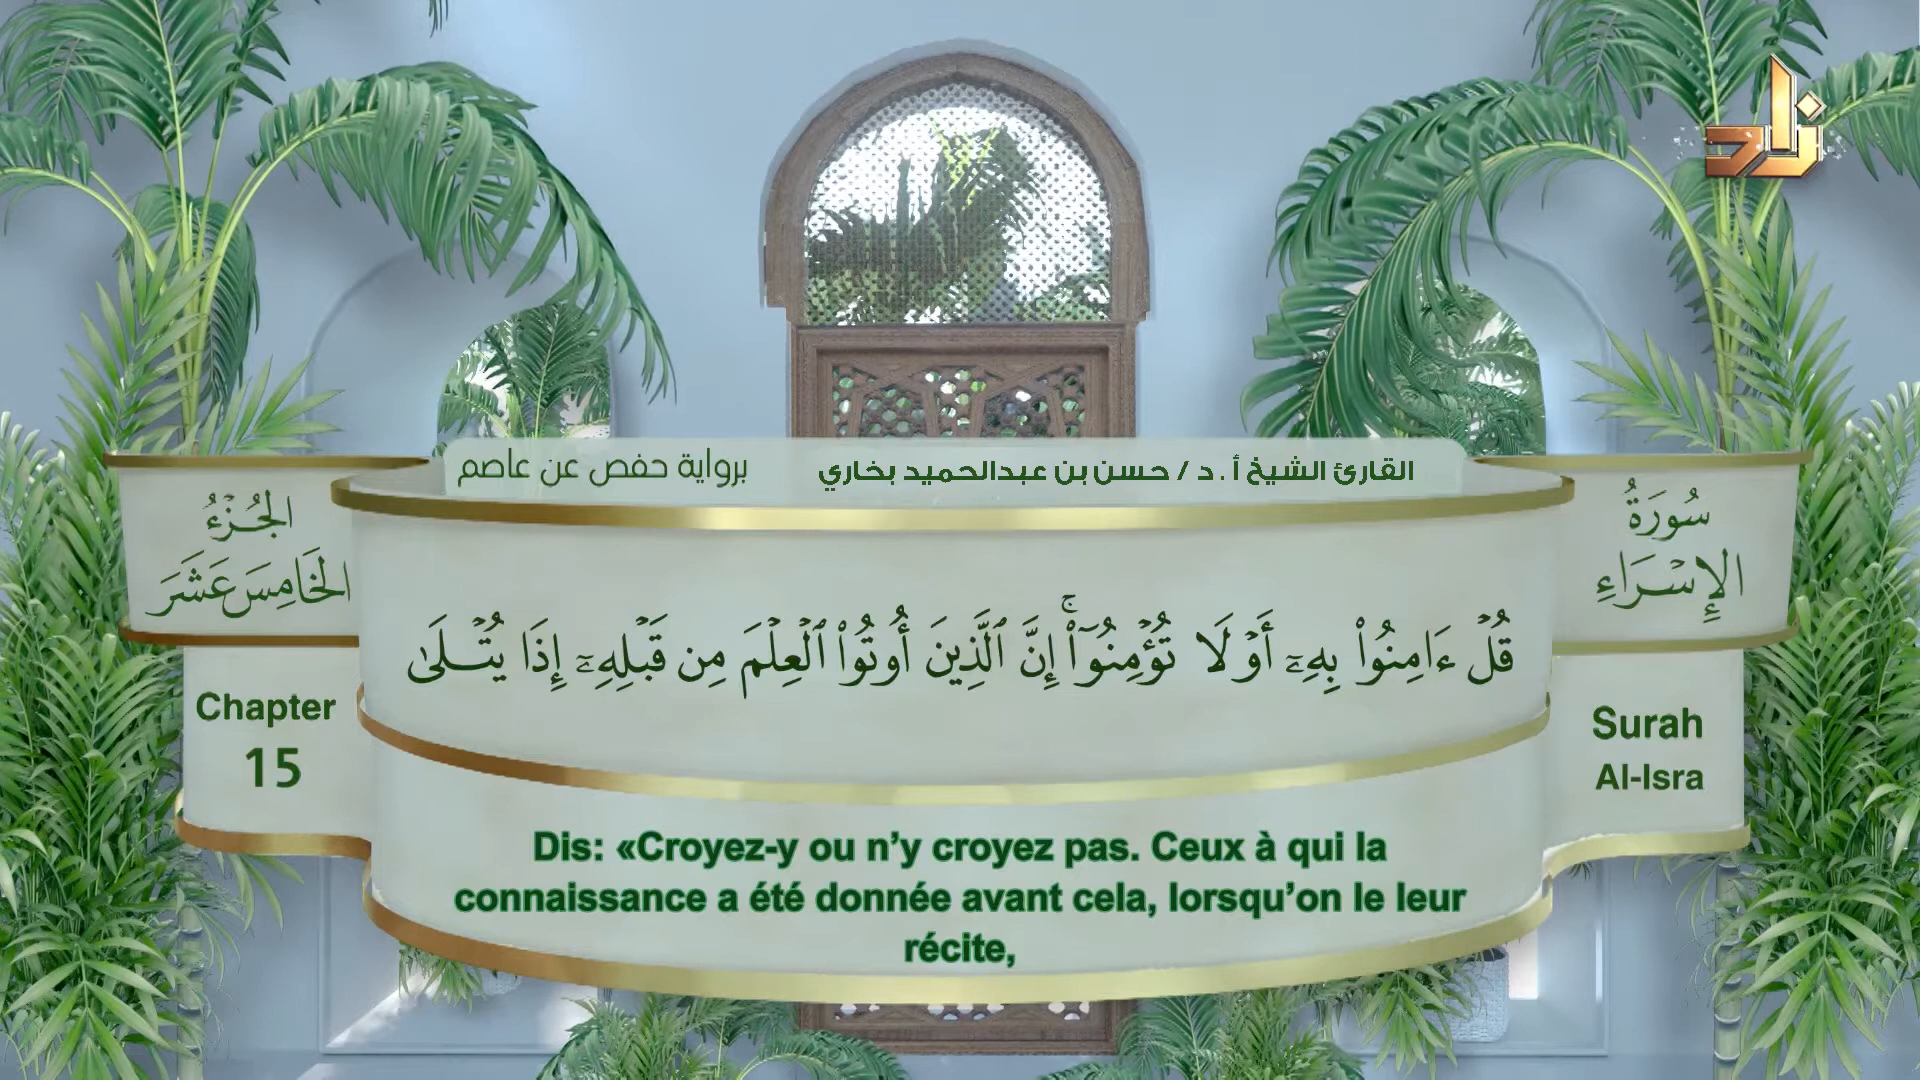 زاد
القارئ الشيخ أ . د / حسن بن عبدالحميد بخاري
برواية حفص عن عاصم
سُورَةُ
الإِسْرَاءِ
الجُزْءُ
الخَامِسَ عَشَرَ
قُلْ ءَامِنُوا۟ بِهِۦٓ أَوْ لَا تُؤْمِنُوٓا۟ ۚ إِنَّ ٱلَّذِينَ أُوتُوا۟ ٱلْعِلْمَ مِن قَبْلِهِۦٓ إِذَا يُتْلَىٰ
Chapter
15
Surah
Al-Isra
Dis: «Croyez-y ou n’y croyez pas. Ceux à qui la
connaissance a été donnée avant cela, lorsqu’on le leur
récite,